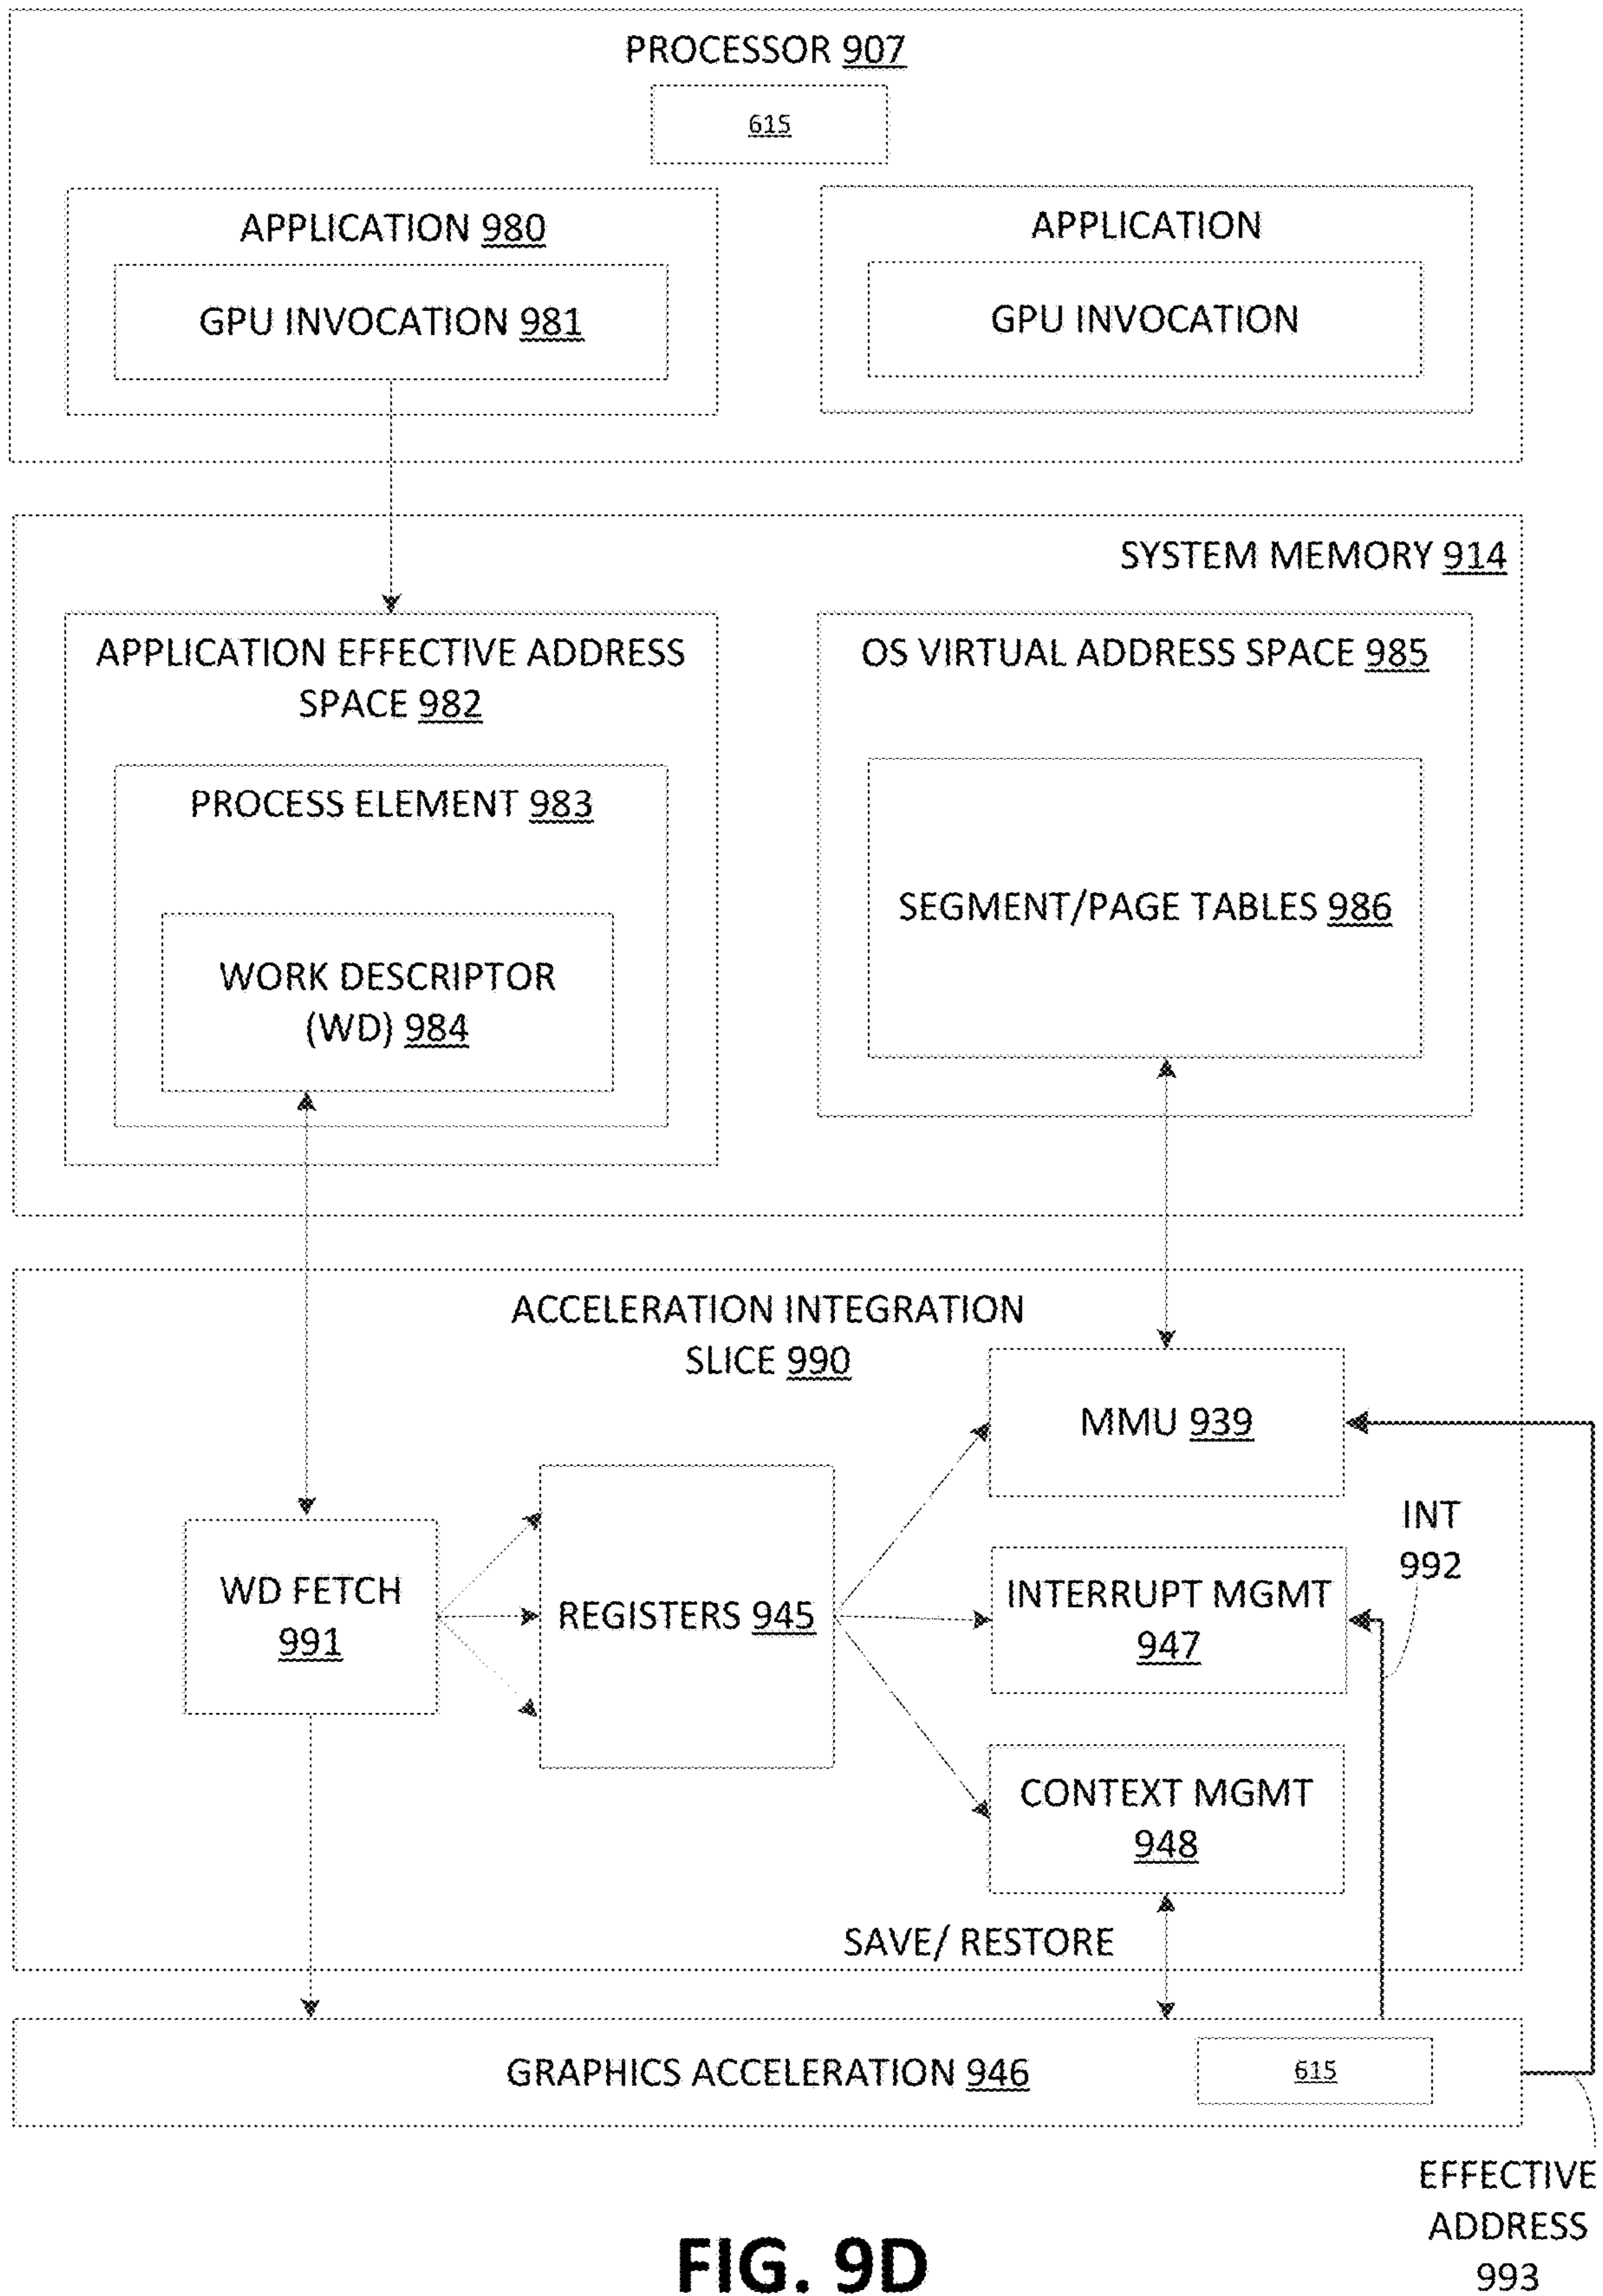 PROCESSOR 907
615
APPLICATION 980
GPU INVOCATION 981
APPLICATION
GPU INVOCATION
SYSTEM MEMORY 914
APPLICATION EFFECTIVE ADDRESS
SPACE 982
PROCESS ELEMENT 983
WORK DESCRIPTOR
(WD) 984
OS VIRTUAL ADDRESS SPACE 985
SEGMENT/PAGE TABLES 986
ACCELERATION INTEGRATION
SLICE 990
WD FETCH
991
REGISTERS 945
MMU 939
INTERRUPT MGMT
947
CONTEXT MGMT
948
INT
992
SAVE/ RESTORE
GRAPHICS ACCELERATION 946
615
EFFECTIVE
ADDRESS
993
FIG. 9D